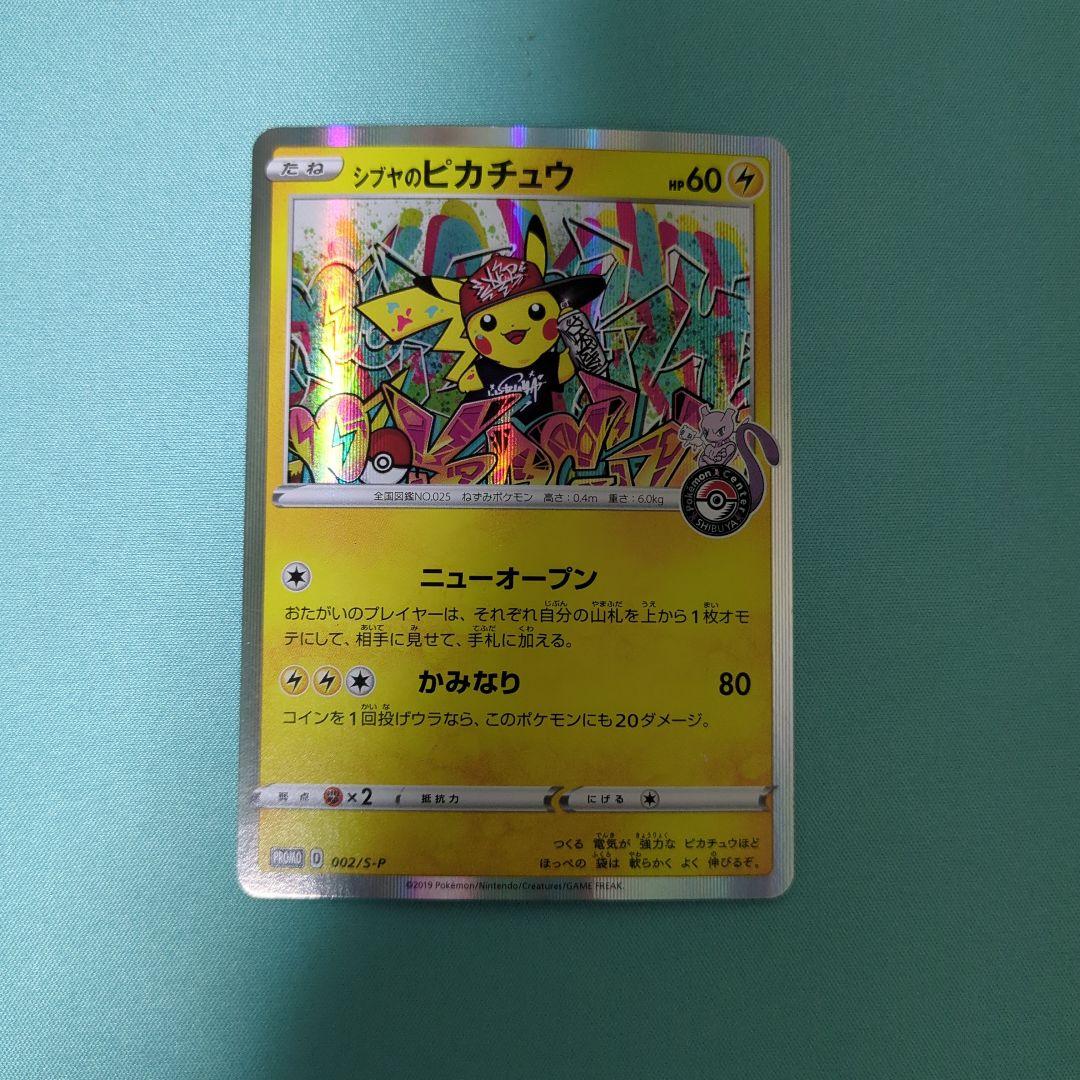 たね
シブヤのピカチュウ
HP60
全国図鑑NO.025 ねずみポケモン 高さ:0.4m 重さ:6.0kg
Pokémon Center
SHIBUYA
ニューオープン
おたがいのプレイヤーは、それぞれ自分の山札を上から1枚オモ
テにして、相手に見せて、手札に加える。
かみなり 80
コインを1回投げウラなら、このポケモンにも20ダメージ。
弱点 ×2 抵抗力 にげる
つくる 電気が 強力な ピカチュウほど
ほっぺの 袋は 軟らかく よく 伸びるぞ。
PROMO D 002/S-P
©2019 Pokémon/Nintendo/Creatures/GAME FREAK.